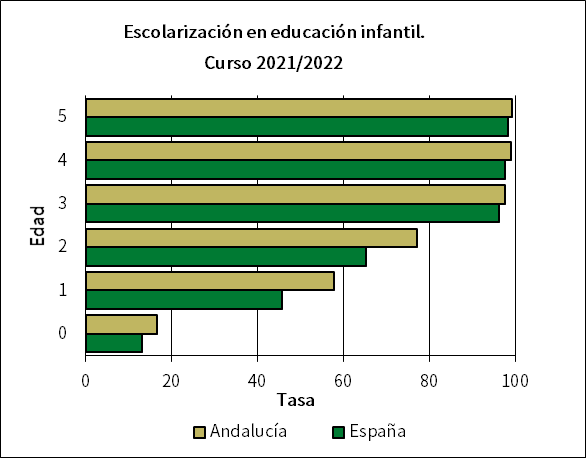 Escolarización en educación infantil.
Curso 2021/2022
5
4
3
2
1
0
Edad
0 20 40 60 80 100
Tasa
Andalucía España